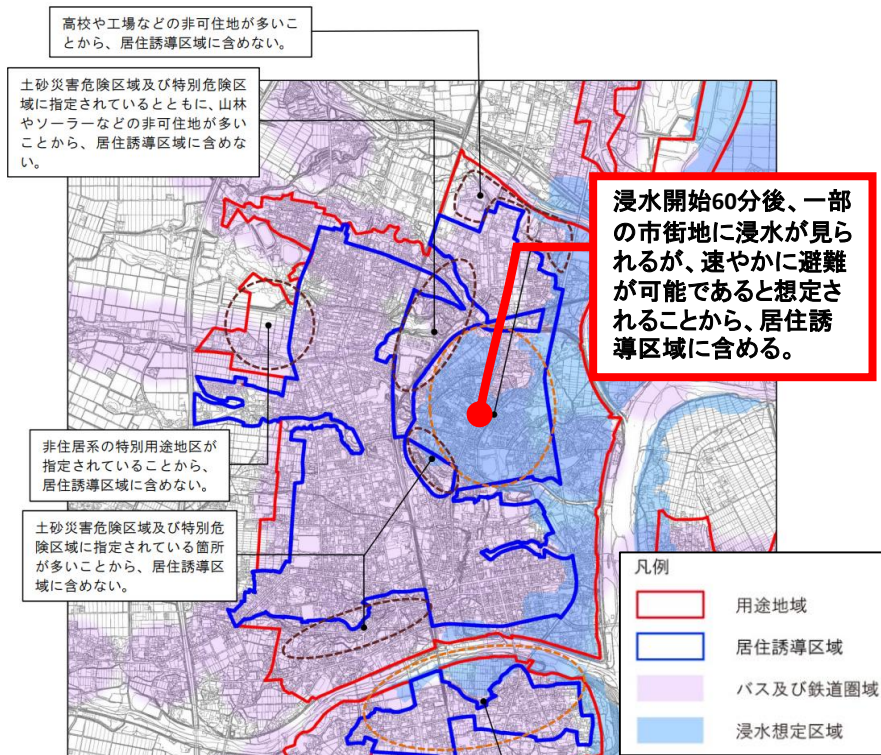 高校や工場などの非可住地が多いこ
とから、居住誘導区域に含めない。
土砂災害危険区域及び特別危険区
域に指定されているとともに、山林
やソーラーなどの非可住地が多い
ことから、居住誘導区域に含めな
い。
浸水開始60分後、一部
の市街地に浸水が見ら
れるが、速やかに避難
が可能であると想定さ
れることから、居住誘
導区域に含める。
非住居系の特別用途地区が
指定されていることから、
居住誘導区域に含めない。
土砂災害危険区域及び特別危
険区域に指定されている箇所
が多いことから、居住誘導区
域に含めない。
凡例
用途地域
居住誘導区域
バス及び鉄道圏域
浸水想定区域